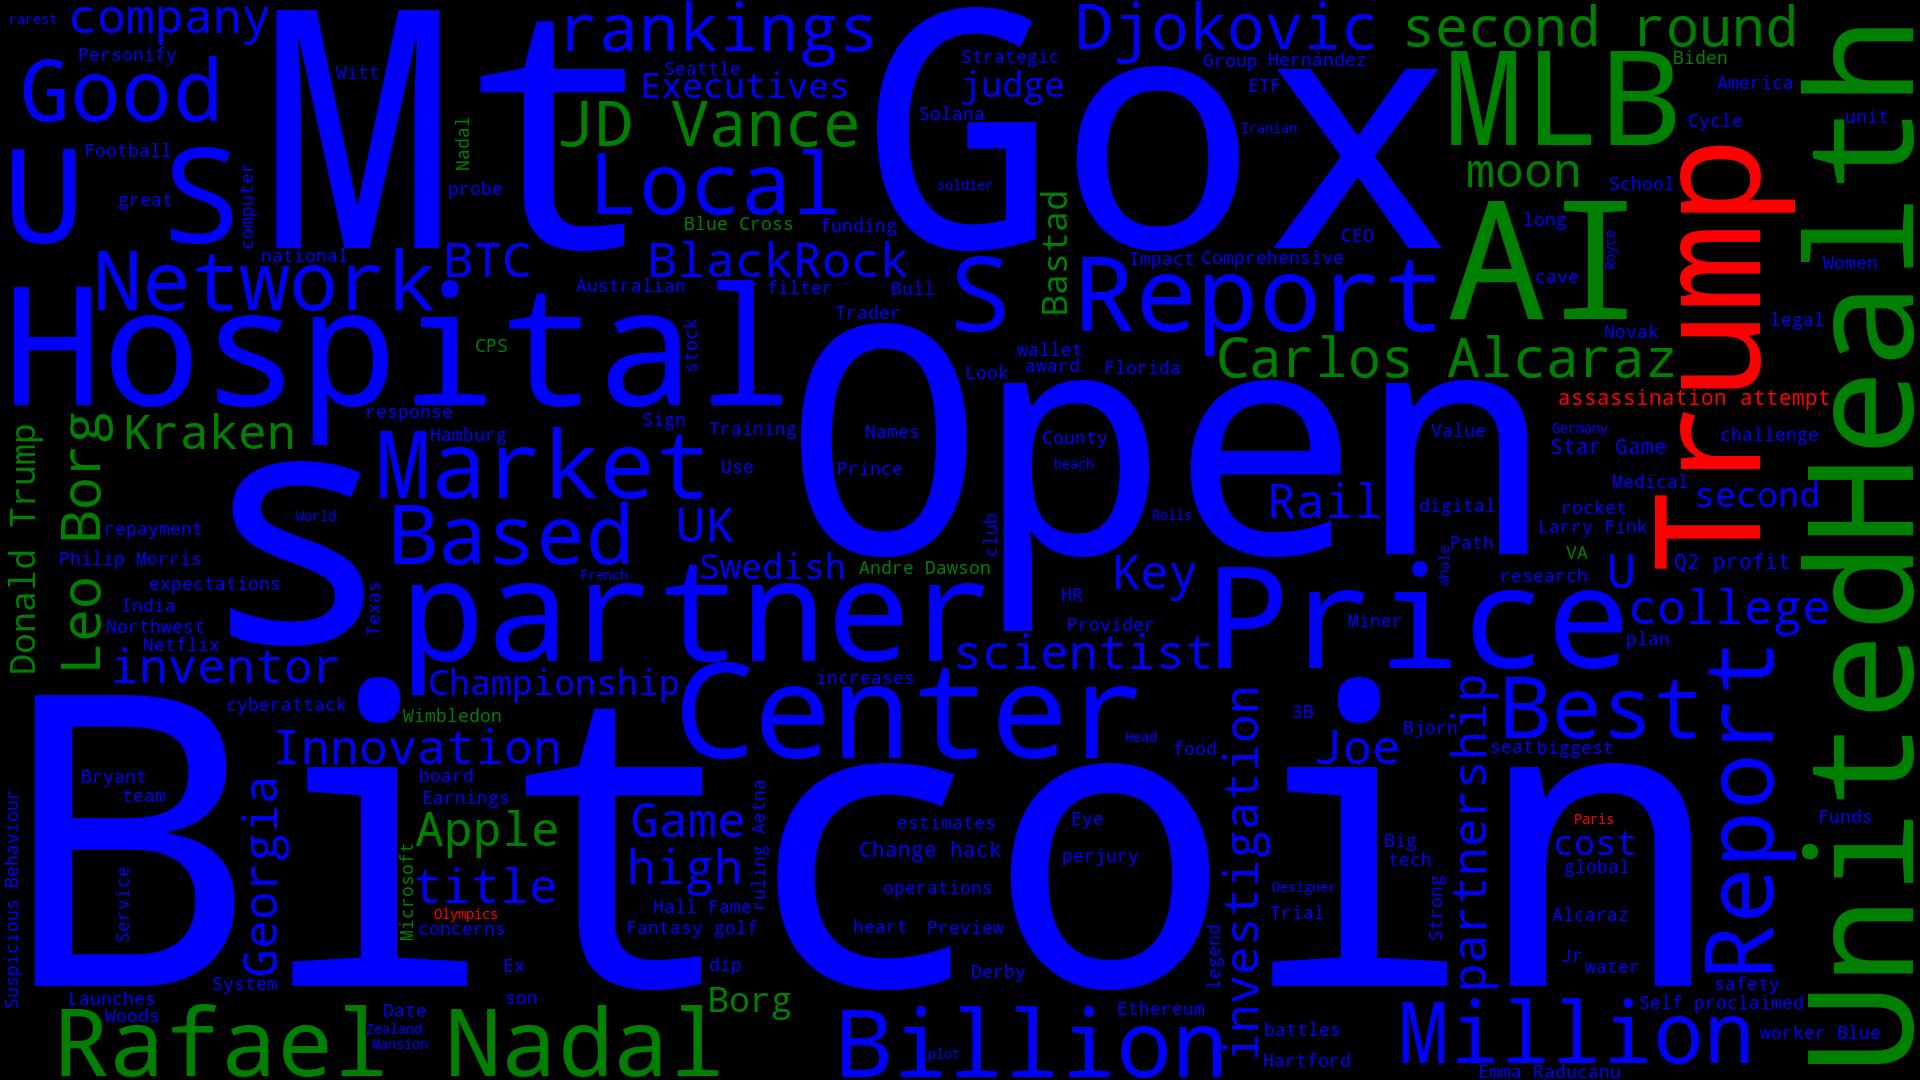 rarest
company
Mt Gox
rankings
Djokovic
second round
UnitedHealth
Personify
Good
Witt
Seattle
Executives
Strategic
judge
Group
Hernández
ETF
MLB
Biden
America
JD Vance
Solana
Iranian
Cycle
unit
Nadal
Football
U S
great
computer
probe
Local
soldier
moon
School
Trump
Blue Cross
funding
Bastad
CEO
AI
long
Royce
national
Network
BTC
BlackRock
S
Report
Impact
Comprehensive
cave
Women
Australian
filter
Bull
Hospital
Trader
Open
CPS
stock
wallet
award
Look
Florida
Carlos Alcaraz
Novak
legal
assassination attempt
Donald Trump
Leo Borg
Kraken
response
Hamburg
Sign
Training
Names
County
Value
Germany
Star Game
challenge
Market
Use
Prince
beach
Medical
second
s
World
Based
UK
club
Rolls
Rail
digital
rocket
Larry Fink
repayment
Philip Morris
Swedish
Andre Dawson
Key
Path
whale
VA
Q2 profit
expectations
French
partner
Texas
HR
Price
research
U
college
India
Northwest
Netflix
Provider
Miner
plan
inventor
scientist
Championship
increases
Center
cyberattack
Wimbledon
Bitcoin
3B
Bjorn
partnership
Best
Report
Innovation
Head
food
investigation
Joe
seat
biggest
Bryant
team
Georgia
board
Earnings
Suspicious Behaviour
Apple
Game
ruling
Aetna
estimates
Eye
Paris
Funds
Change hack
perjury
Big
tech
cost
global
Service
Microsoft
title
high
operations
Designer
Strong
Olympics
concerns
Hall Fame
Fantasy golf
heart
Preview
Trial
Alcaraz
System
Ex
dip
Derby
legend
Jr
water
safety
Launches
Woods
son
Borg
Ethereum
Self proclaimed
Date
Rafael Nadal
Zealand
Mansion
Billion
plot
battles
Hartford
Million
worker
Blue
Emma Raducanu